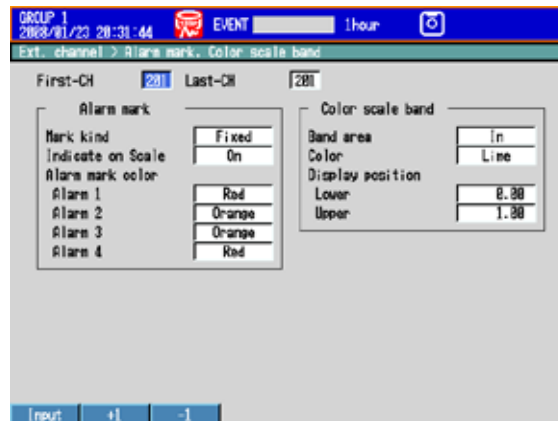 GROUP 1
2008/01/23 20:31:44 EVENT 1hour
Ext. channel > Alarm mark, Color scale band
First-CH 201 Last-CH 201
Alarm mark
Mark kind Fixed
Indicate on Scale On
Alarm mark color
Alarm 1 Red
Alarm 2 Orange
Alarm 3 Orange
Alarm 4 Red
Color scale band
Band area In
Color Lime
Display position
Lower 0.00
Upper 1.00
Input +1 -1